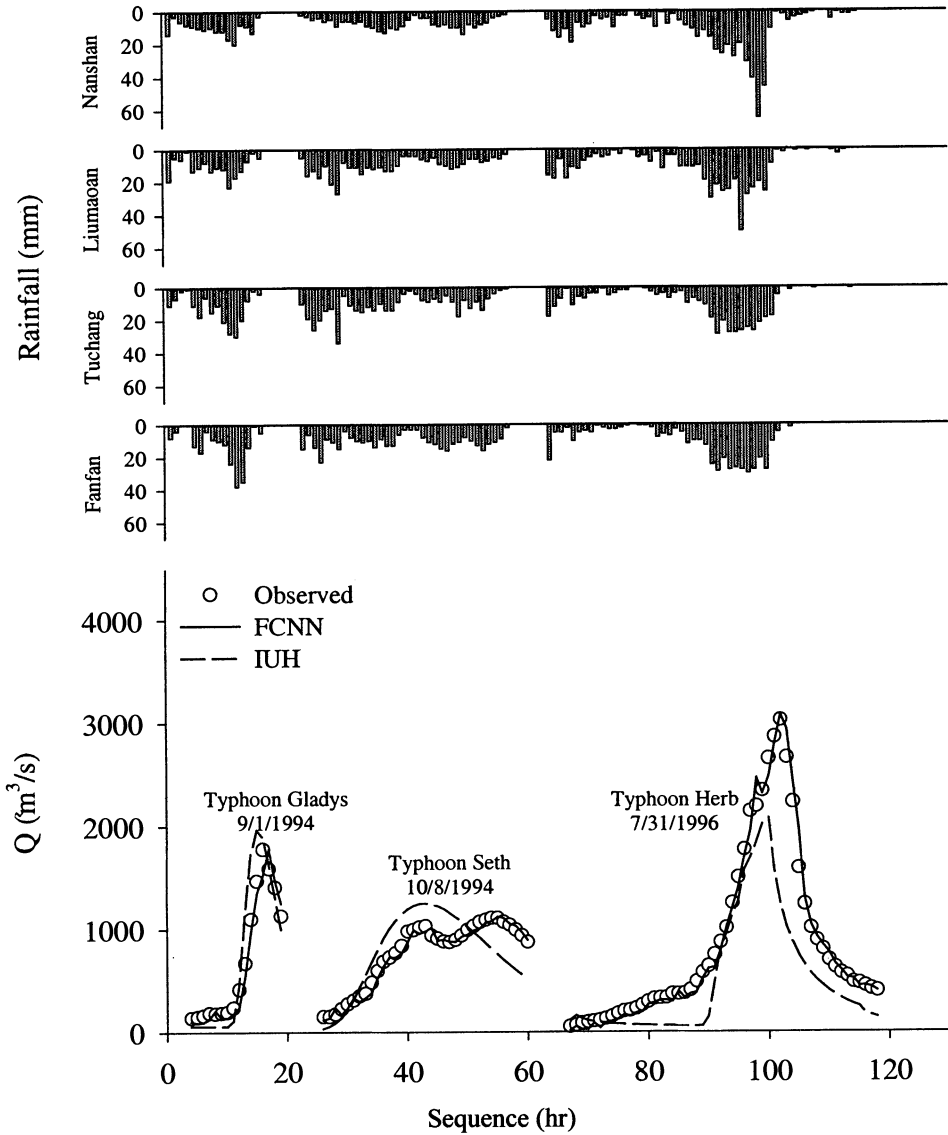 Rainfall (mm)
Nanshan
0
20
40
60
Liumaoan
0
20
40
60
Tuchang
0
20
40
60
Fanfan
0
20
40
60
Q (m³/s)
4000
3000
2000
1000
0
Observed
FCNN
IUH
Typhoon Gladys
9/1/1994
Typhoon Seth
10/8/1994
Typhoon Herb
7/31/1996
0 20 40 60 80 100 120
Sequence (hr)